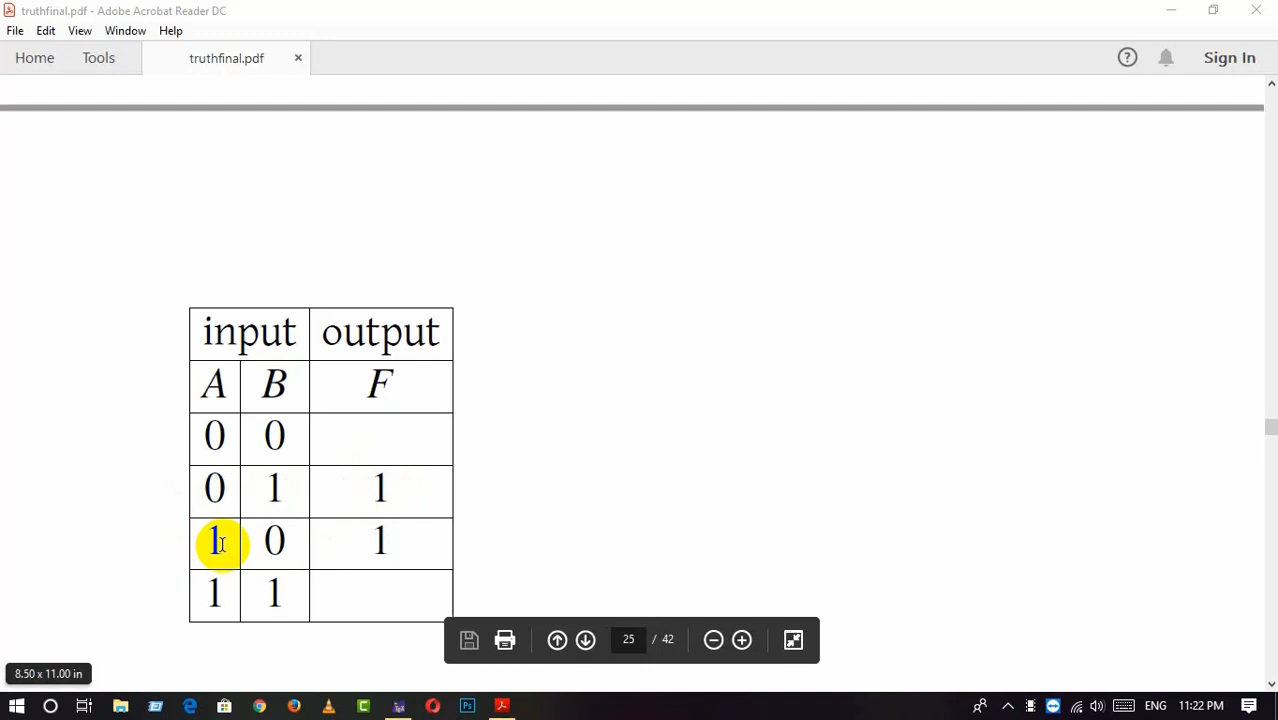 truthfinal.pdf - Adobe Acrobat Reader DC
File Edit View Window Help
Home Tools truthfinal.pdf × ? Sign In
input output
A B F
0 0
0 1 1
1 0 1
1 1
25 / 42
8.50 x 11.00 in
ENG 11:22 PM